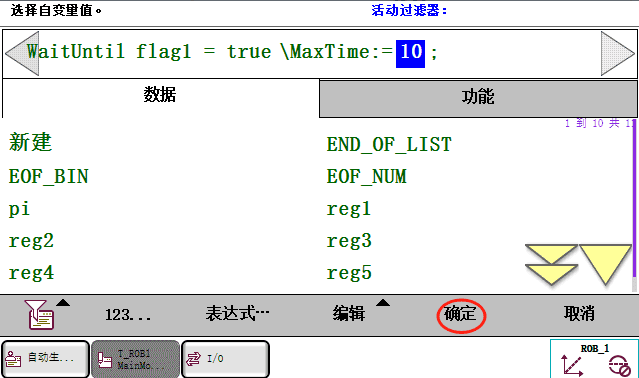 选择自变量值。 活动过滤器：
WaitUntil flag1 = true \MaxTime:= 10 ;
数据 功能
1 到 10 共 1
新建 END_OF_LIST
EOF_BIN EOF_NUM
pi reg1
reg2 reg3
reg4 reg5
123... 表达式… 编辑 确定 取消
自动生... T_ROB1 MainMo... I/O ROB_1